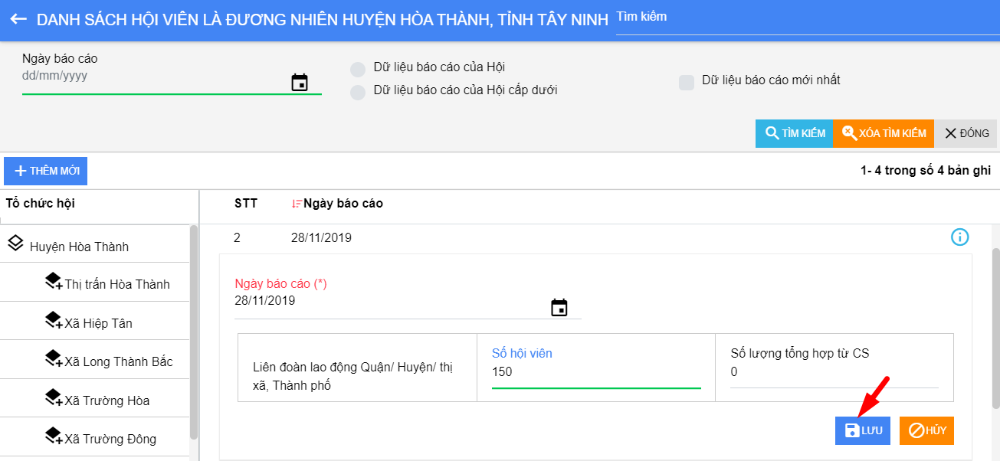 DANH SÁCH HỘI VIÊN LÀ ĐƯƠNG NHIÊN HUYỆN HÒA THÀNH, TỈNH TÂY NINH Tìm kiếm
Ngày báo cáo
dd/mm/yyyy
Dữ liệu báo cáo của Hội
Dữ liệu báo cáo của Hội cấp dưới
Dữ liệu báo cáo mới nhất
TÌM KIẾM XÓA TÌM KIẾM ĐÓNG
THÊM MỚI
1- 4 trong số 4 bản ghi
Tổ chức hội
STT Ngày báo cáo
2 28/11/2019
Huyện Hòa Thành
Thị trấn Hòa Thành
Xã Hiệp Tân
Xã Long Thành Bắc
Xã Trường Hòa
Xã Trường Đông
Ngày báo cáo (*)
28/11/2019
Liên đoàn lao động Quận/ Huyện/ thị
xã, Thành phố
Số hội viên
150
Số lượng tổng hợp từ CS
0
LƯU HỦY